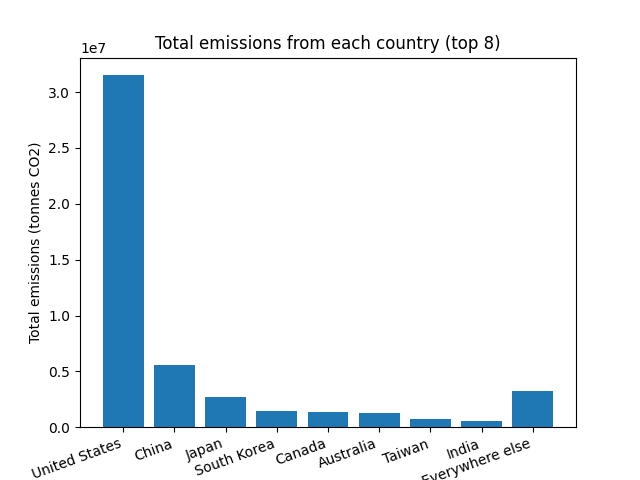 Total emissions from each country (top 8)
1e7
3.0
2.5
2.0
1.5
1.0
0.5
0.0
Total emissions (tonnes CO2)
United States
China
Japan
South Korea
Canada
Australia
Taiwan
India
Everywhere else